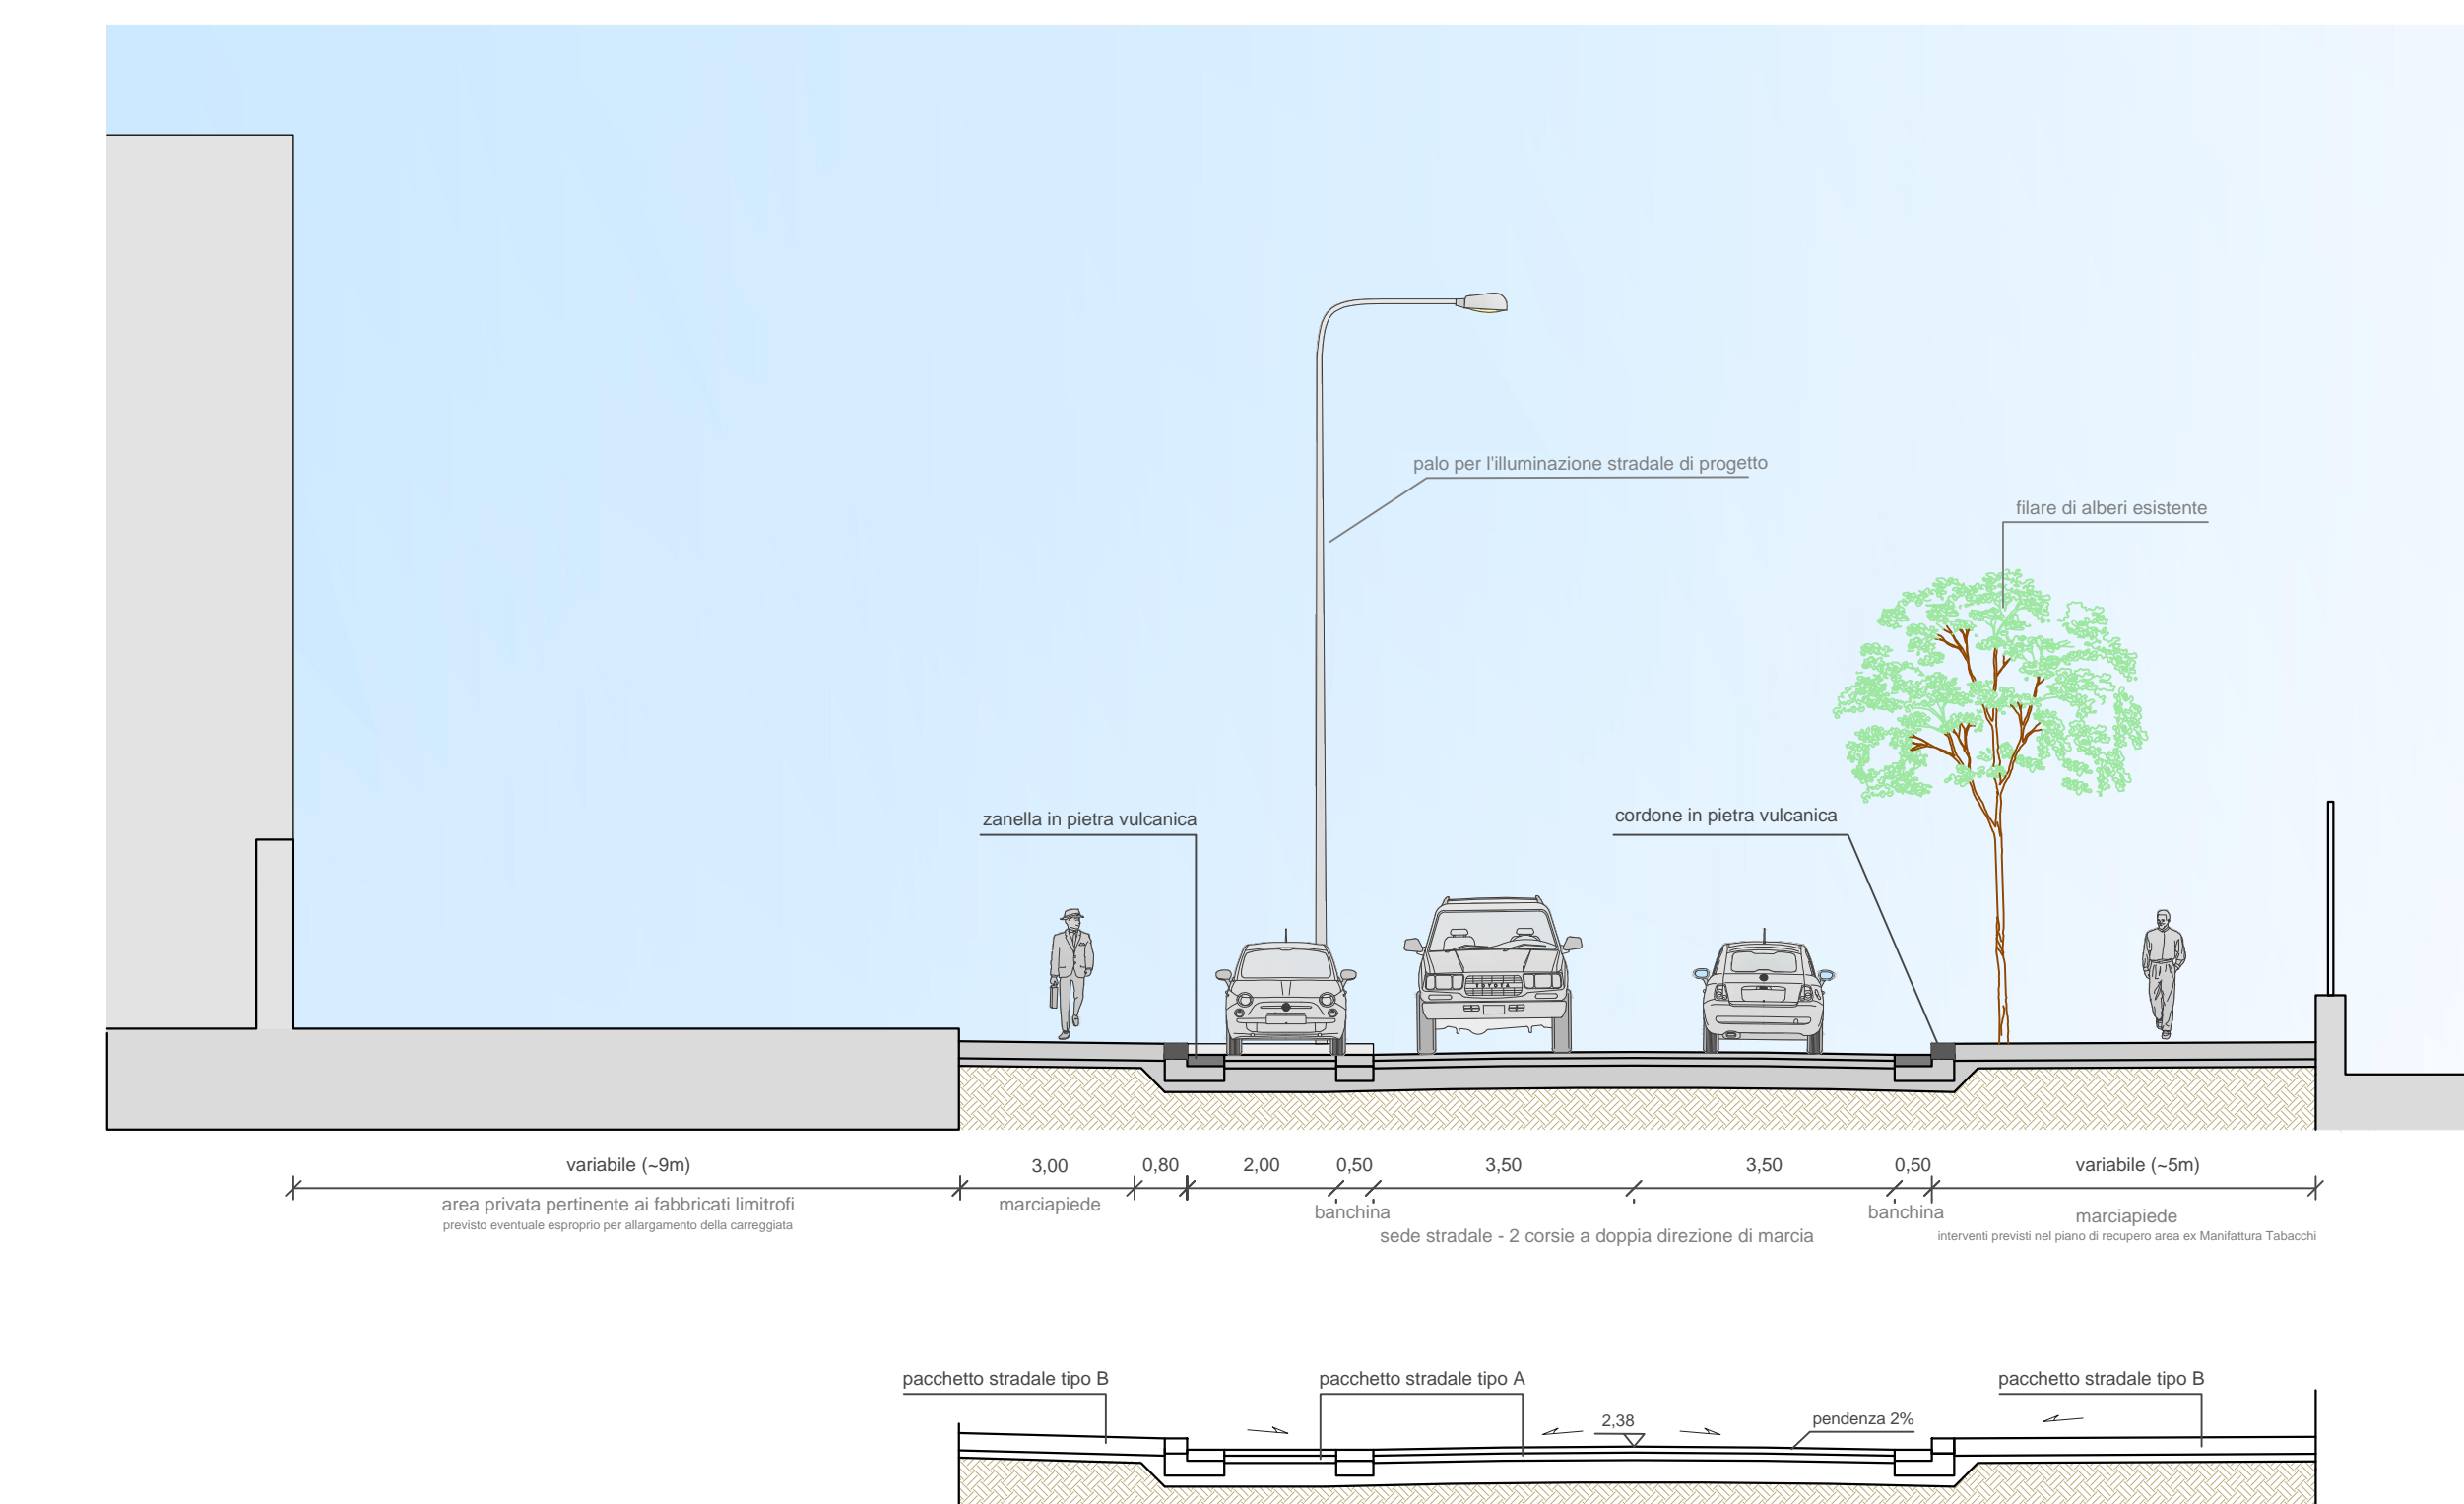 palo per l'illuminazione stradale di progetto
filare di alberi esistente
zanella in pietra vulcanica
cordone in pietra vulcanica
TOYOTA
variabile (~9m)
3,00
0,80
2,00
0,50
3,50
3,50
0,50
variabile (~5m)
area privata pertinente ai fabbricati limitrofi
previsto eventuale esproprio per allargamento della carreggiata
marciapiede
banchina
sede stradale - 2 corsie a doppia direzione di marcia
banchina
marciapiede
interventi previsti nel piano di recupero area ex Manifattura Tabacchi
pacchetto stradale tipo B
pacchetto stradale tipo A
pacchetto stradale tipo B
2,38
pendenza 2%